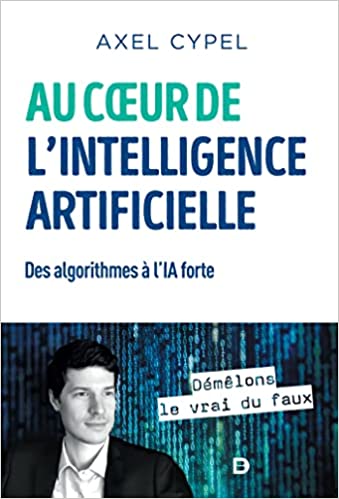 AXEL CYPEL
AU CŒUR DE
L'INTELLIGENCE
ARTIFICIELLE
Des algorithmes à l'IA forte
Démêlons
le vrai du faux
D